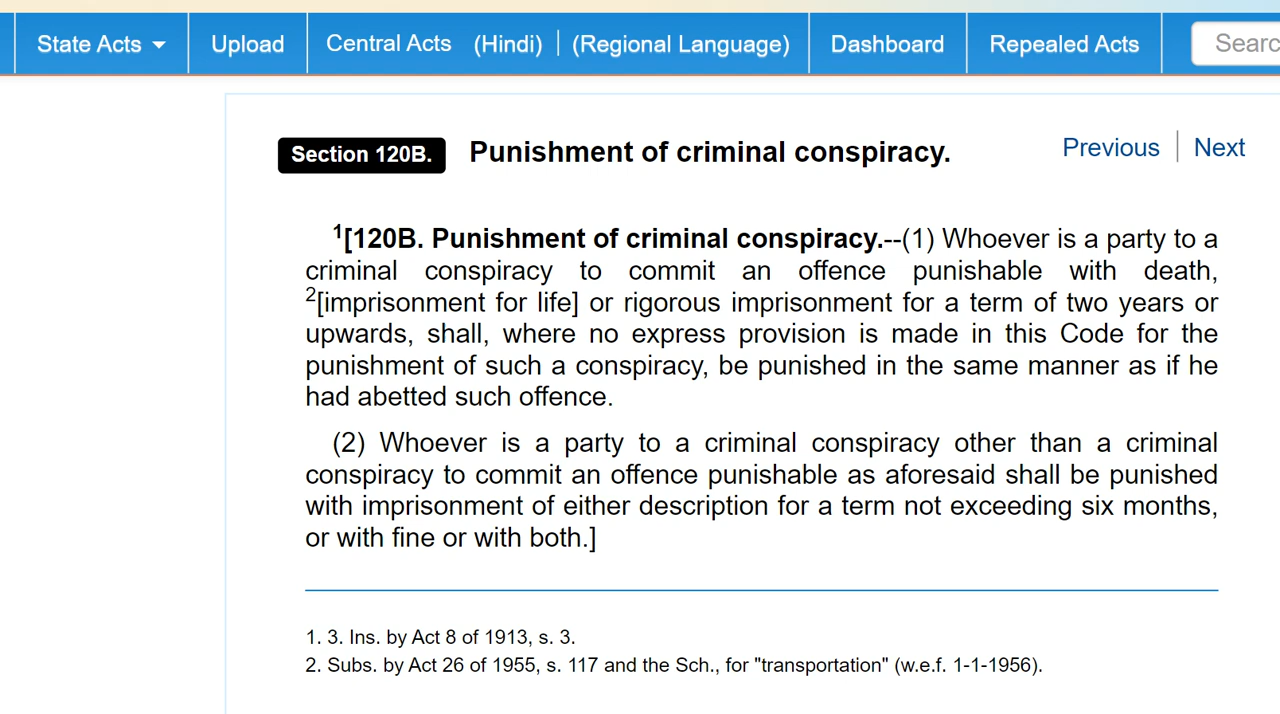 State Acts Upload Central Acts (Hindi) (Regional Language) Dashboard Repealed Acts
Section 120B. Punishment of criminal conspiracy. Previous Next
1[120B. Punishment of criminal conspiracy.--(1) Whoever is a party to a
criminal conspiracy to commit an offence punishable with death,
2[imprisonment for life] or rigorous imprisonment for a term of two years or
upwards, shall, where no express provision is made in this Code for the
punishment of such a conspiracy, be punished in the same manner as if he
had abetted such offence.
(2) Whoever is a party to a criminal conspiracy other than a criminal
conspiracy to commit an offence punishable as aforesaid shall be punished
with imprisonment of either description for a term not exceeding six months,
or with fine or with both.]
1. 3. Ins. by Act 8 of 1913, s. 3.
2. Subs. by Act 26 of 1955, s. 117 and the Sch., for "transportation" (w.e.f. 1-1-1956).